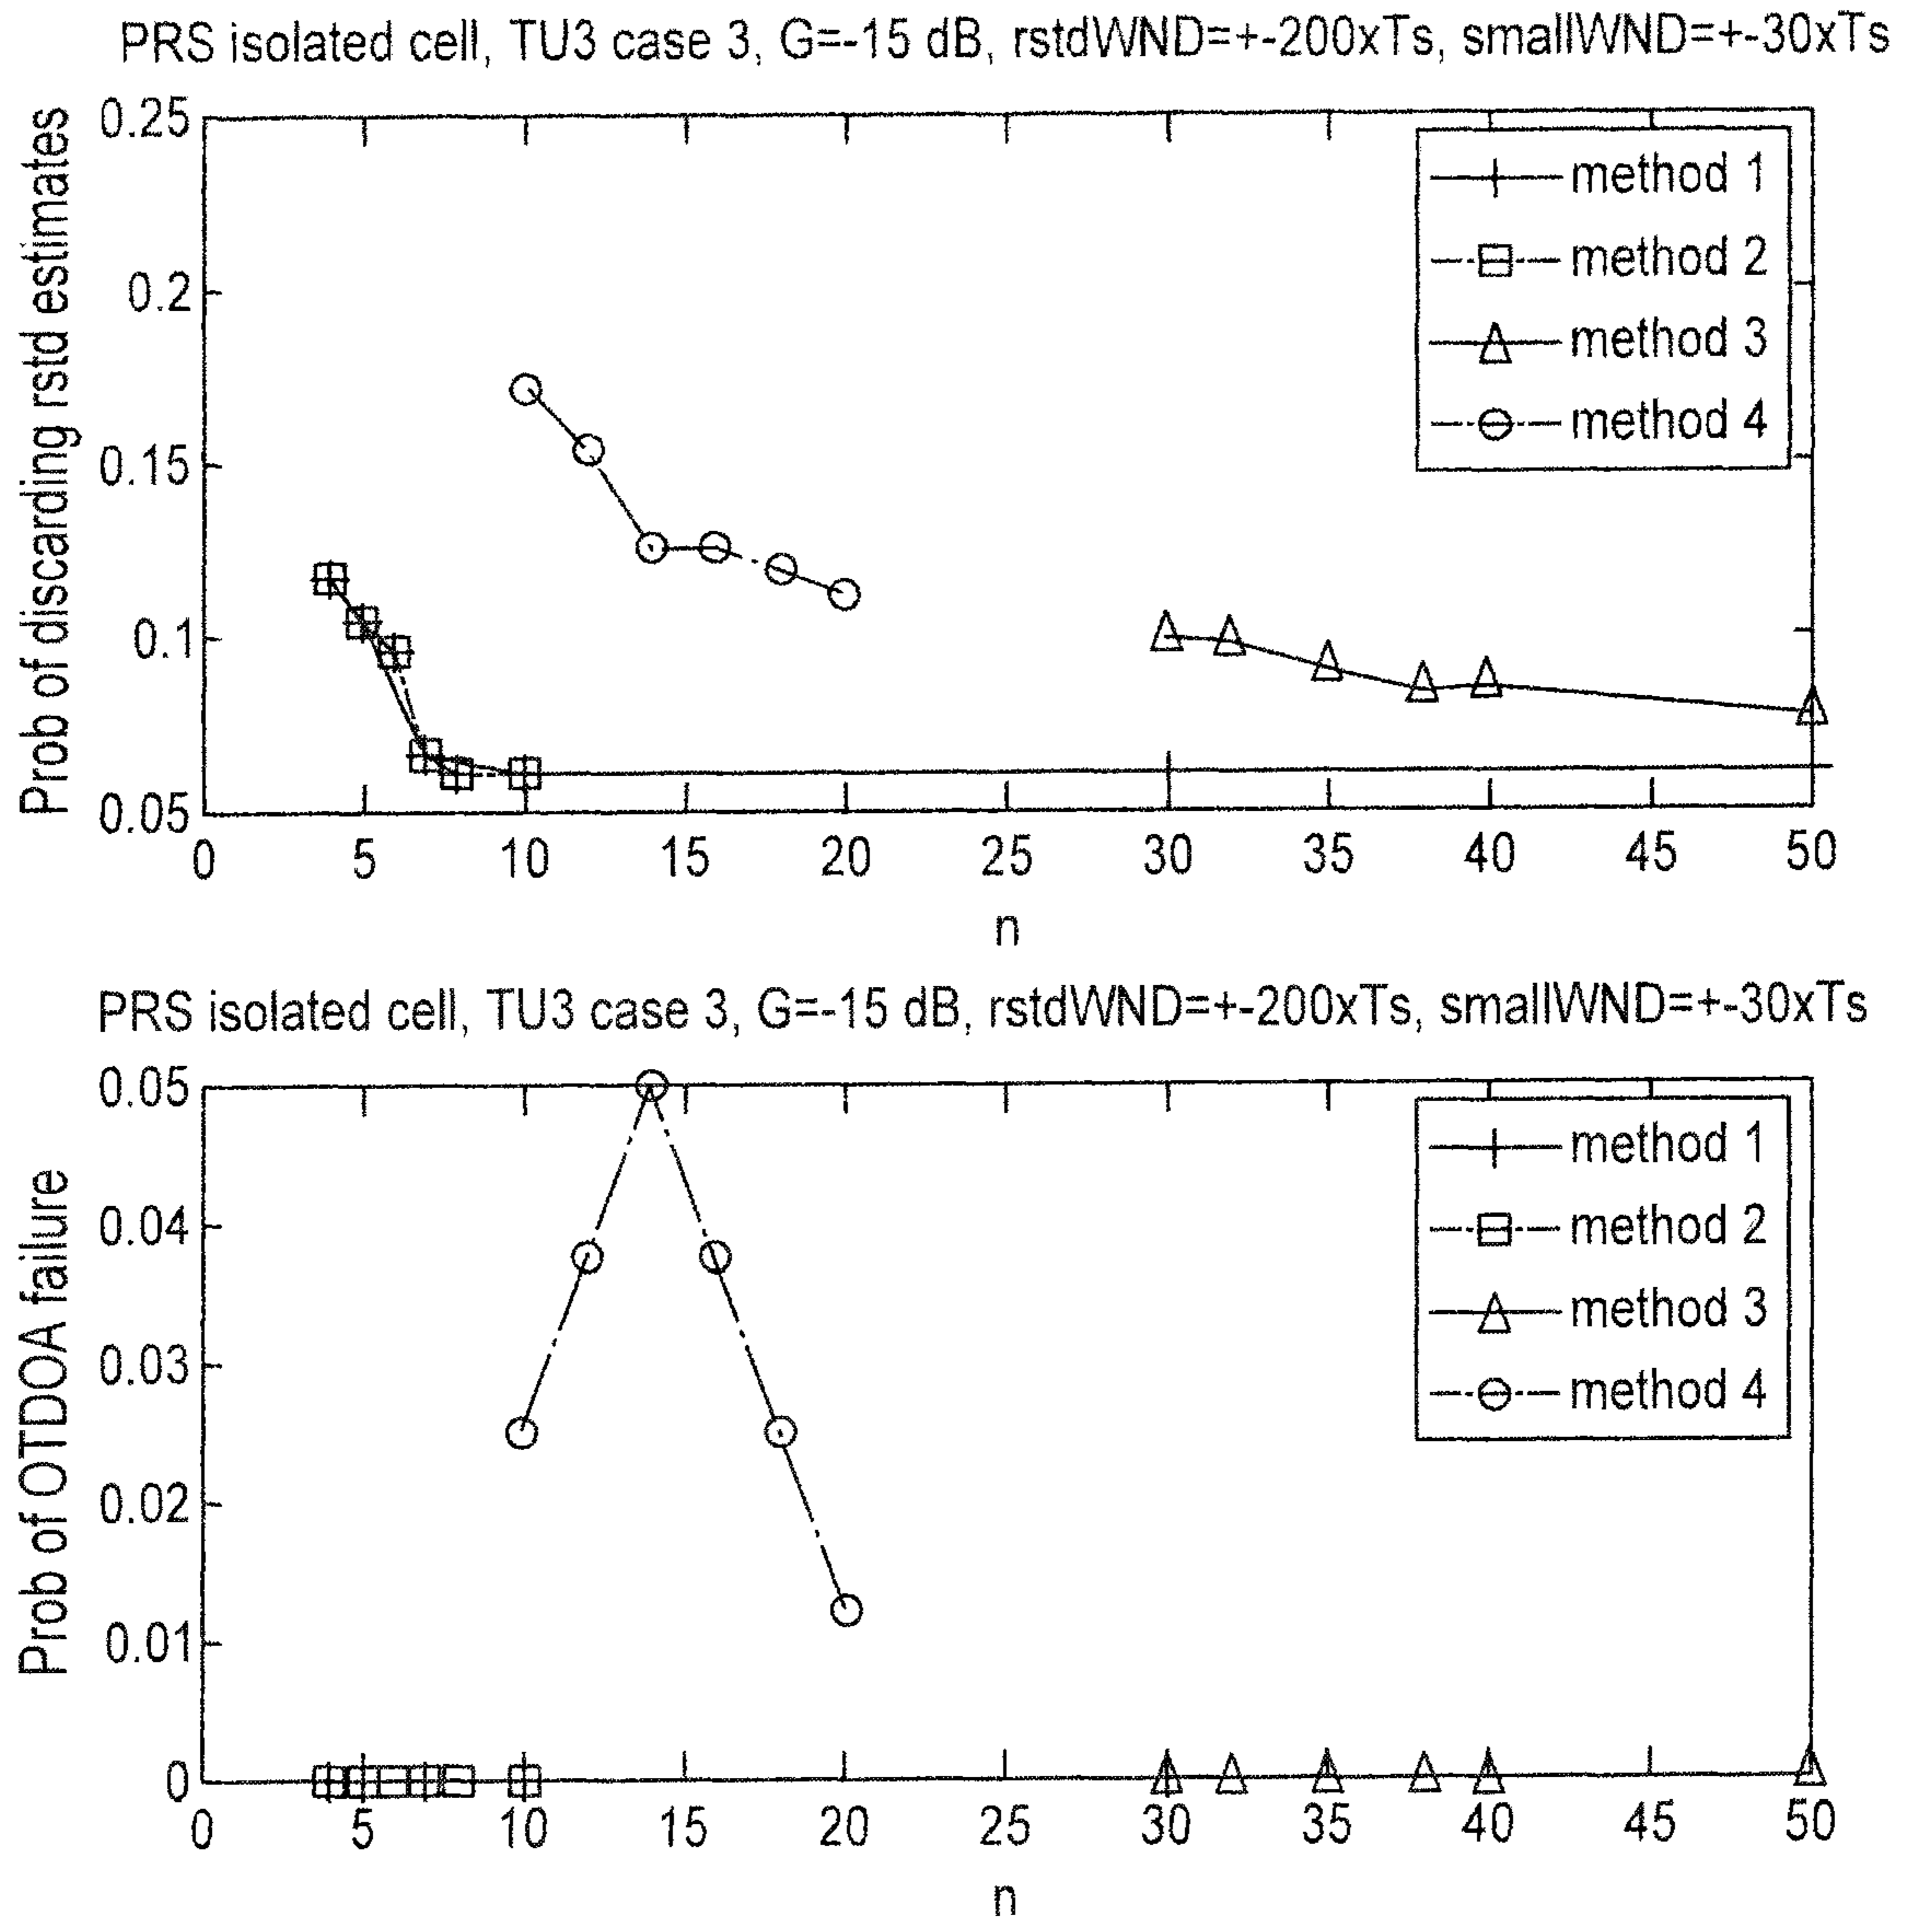 PRS isolated cell, TU3 case 3, G=-15 dB, rstdWND=+-200xTs, smallWND=+-30xTs
Prob of discarding rstd estimates
0.25
0.2
0.15
0.1
0.05
method 1
method 2
method 3
method 4
0 5 10 15 20 25 30 35 40 45 50
n
PRS isolated cell, TU3 case 3, G=-15 dB, rstdWND=+-200xTs, smallWND=+-30xTs
Prob of OTDOA failure
0.05
0.04
0.03
0.02
0.01
0
method 1
method 2
method 3
method 4
0 5 10 15 20 25 30 35 40 45 50
n